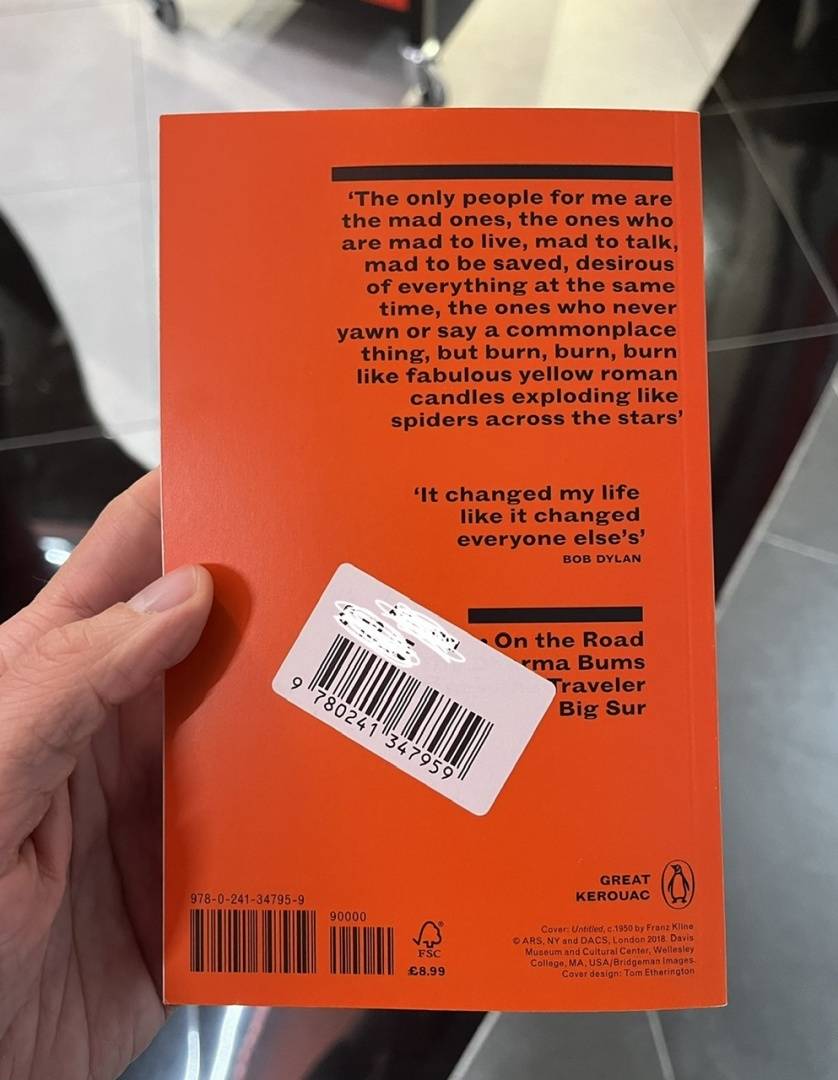 ‘The only people for me are
the mad ones, the ones who
are mad to live, mad to talk,
mad to be saved, desirous
of everything at the same
time, the ones who never
yawn or say a commonplace
thing, but burn, burn, burn
like fabulous yellow roman
candles exploding like
spiders across the stars’
‘It changed my life
like it changed
everyone else’s’
BOB DYLAN
On the Road
rma Bums
Traveler
Big Sur
9 780241 347959
GREAT
KEROUAC
978-0-241-34795-9
90000
FSC
£8.99
Cover: Untitled, c.1950 by Franz Kline
© ARS, NY and DACS, London 2018. Davis
Museum and Cultural Center, Wellesley
College, MA, USA/Bridgeman Images.
Cover design: Tom Etherington